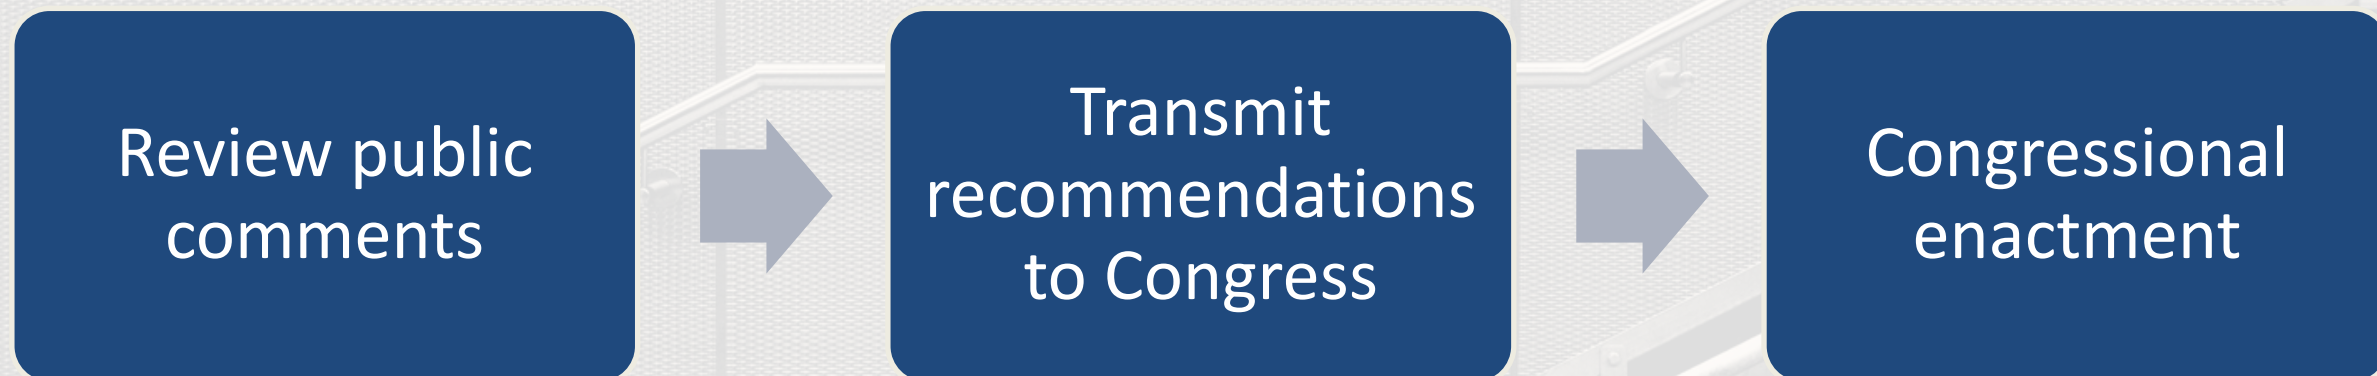 Review public
comments
Transmit
recommendations
to Congress
Congressional
enactment